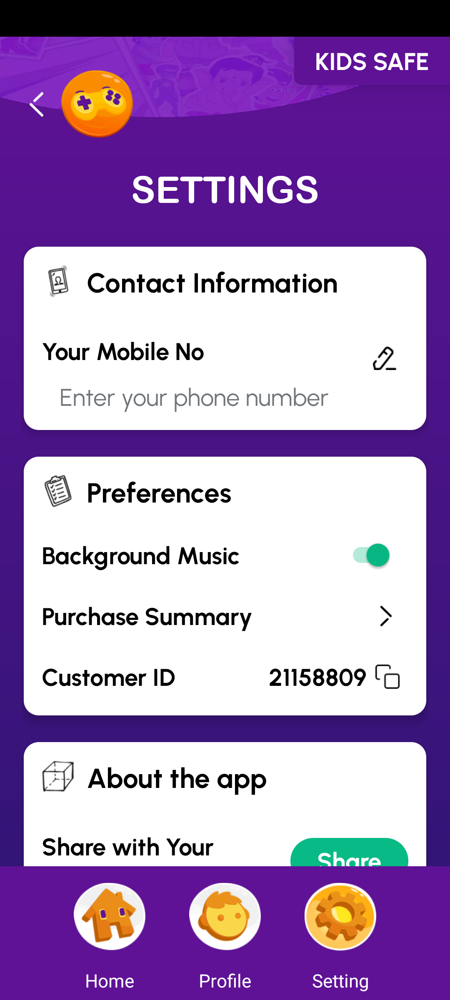 KIDS SAFE
SETTINGS
Contact Information
Your Mobile No
Enter your phone number
Preferences
Background Music
Purchase Summary
Customer ID 21158809
About the app
Share with Your
Share
Home Profile Setting